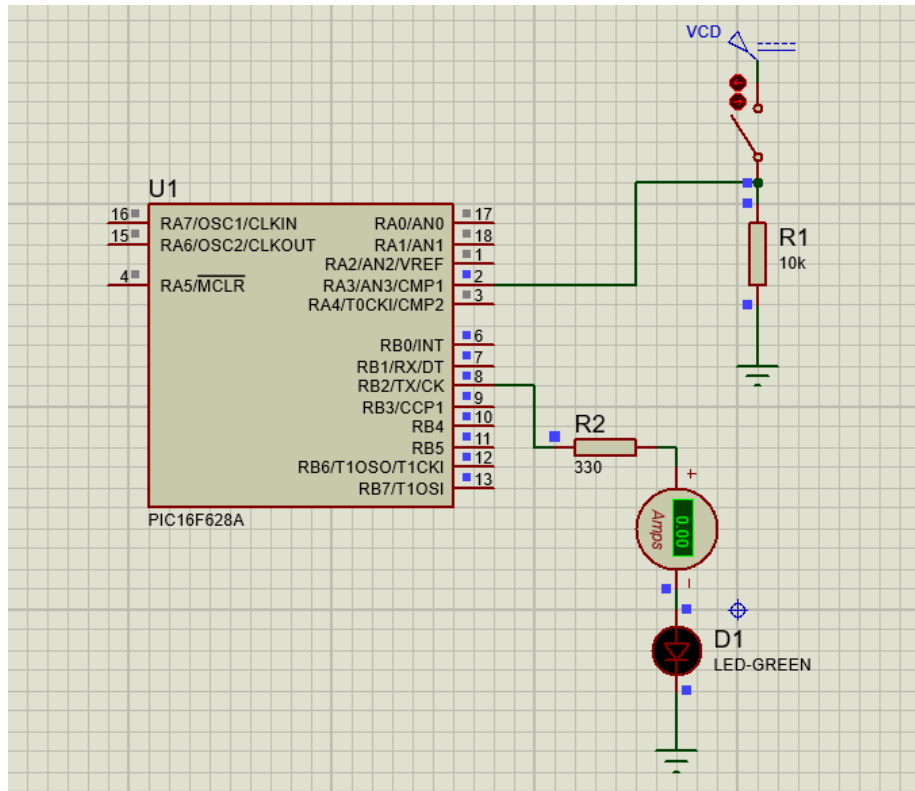 VCD
U1
16
RA7/OSC1/CLKIN
RA0/AN0
17
15
RA6/OSC2/CLKOUT
RA1/AN1
18
RA2/AN2/VREF
1
4
RA5/MCLR
RA3/AN3/CMP1
2
RA4/T0CKI/CMP2
3
R1
10k
RB0/INT
6
RB1/RX/DT
7
RB2/TX/CK
8
RB3/CCP1
9
RB4
10
RB5
11
RB6/T1OSO/T1CKI
12
RB7/T1OSI
13
PIC16F628A
R2
330
+
Amps
0.00
−
D1
LED-GREEN